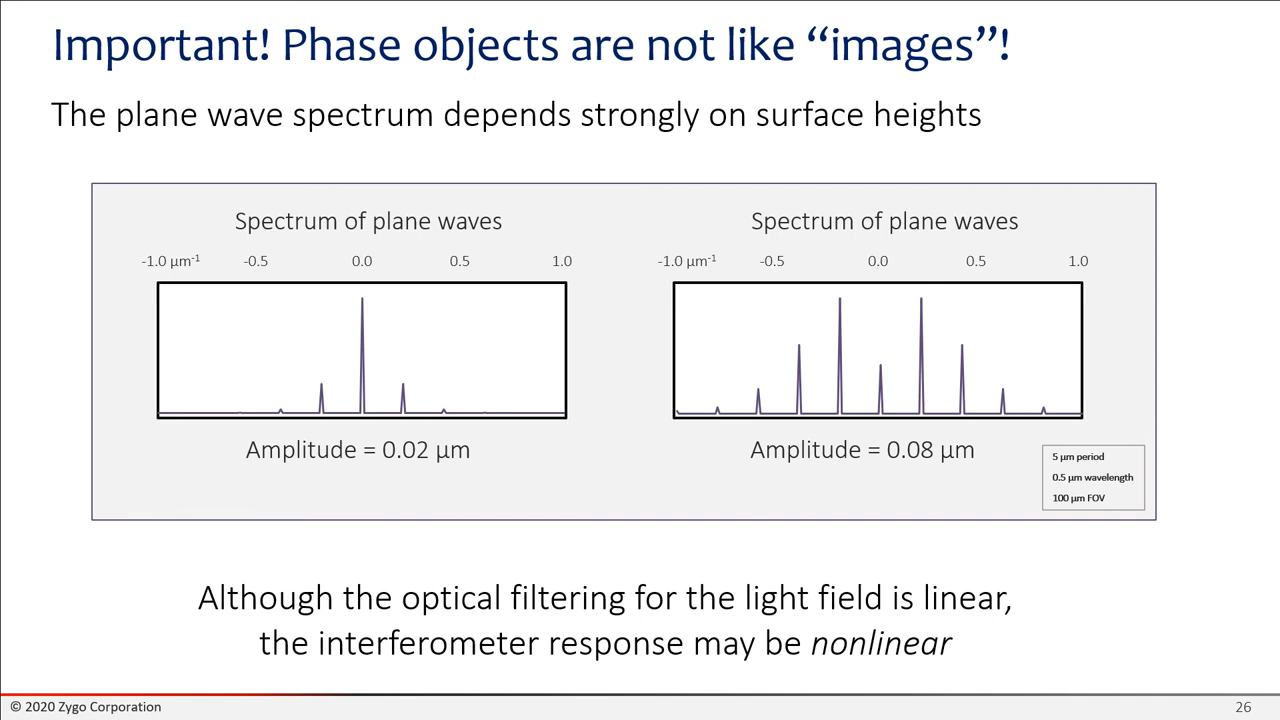 Important! Phase objects are not like “images”!
The plane wave spectrum depends strongly on surface heights
Spectrum of plane waves
-1.0 µm⁻¹ -0.5 0.0 0.5 1.0
Amplitude = 0.02 µm
Spectrum of plane waves
-1.0 µm⁻¹ -0.5 0.0 0.5 1.0
Amplitude = 0.08 µm
5 µm period
0.5 µm wavelength
100 µm FOV
Although the optical filtering for the light field is linear,
the interferometer response may be nonlinear
© 2020 Zygo Corporation
26